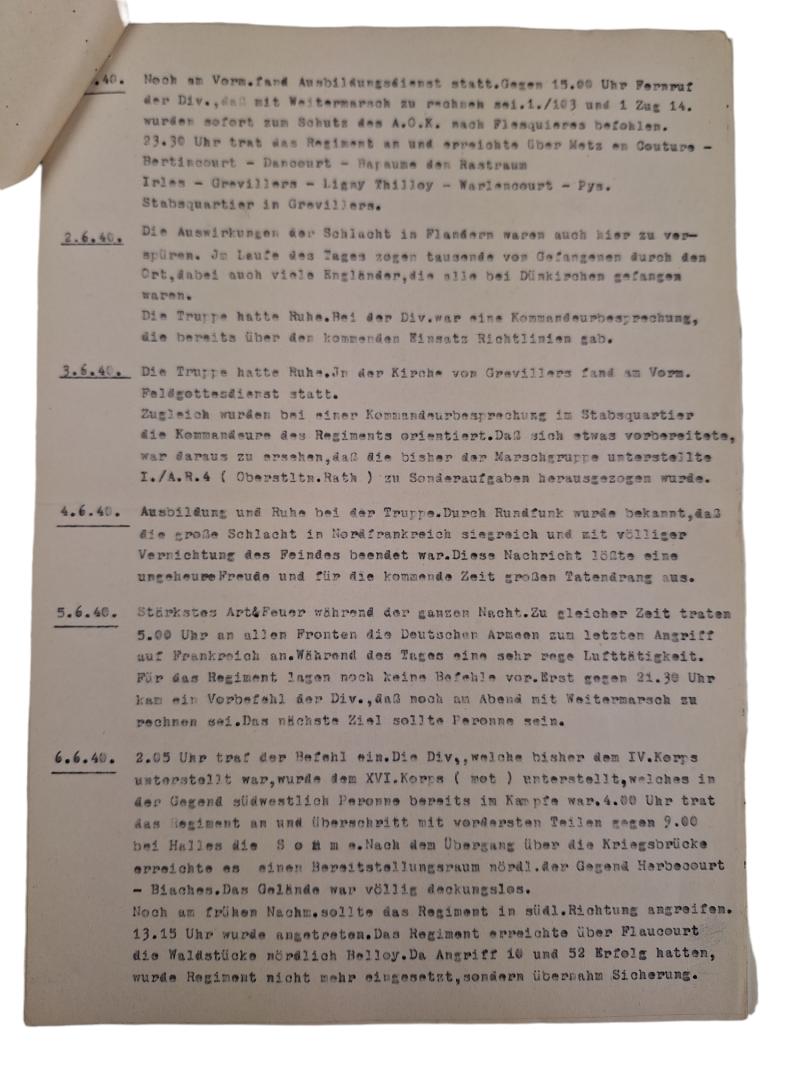 .40. Noch am Vorm.fand Ausbildungsdienst statt.Gegen 15.00 Uhr Fernruf
der Div.,daß mit Weitermarsch zu rechnen sei.1./103 und 1 Zug 14.
wurden sofort zum Schutz des A.O.K. nach Flesquieres befohlen.
23.30 Uhr trat das Regiment an und erreichte über Metz en Couture -
Bertincourt - Dancourt - Bapaume den Rastraum
Irles - Grevillers - Ligny Thilloy - Warlencourt - Pys.
Stabsquartier in Grevillers.
2.6.40. Die Auswirkungen der Schlacht in Flandern waren auch hier zu ver-
spüren. Jm Laufe des Tages zogen tausende von Gefangenen durch den
Ort,dabei auch viele Engländer,die alle bei Dünkirchen gefangen
waren.
Die Truppe hatte Ruhe.Bei der Div.war eine Kommandeurbesprechung,
die bereits über den kommenden Einsatz Richtlinien gab.
3.6.40. Die Truppe hatte Ruhe.Jn der Kirche von Grevillers fand am Vorm.
Feldgottesdienst statt.
Zugleich wurden bei einer Kommandeurbesprechung im Stabsquartier
die Kommandeure des Regiments orientiert.Daß sich etwas vorbereitete,
war daraus zu ersehen,daß die bisher der Marschgruppe unterstellte
I./A.R.4 ( Oberstltn.Rath ) zu Sonderaufgaben herausgezogen wurde.
4.6.40. Ausbildung und Ruhe bei der Truppe.Durch Rundfunk wurde bekannt,daß
die große Schlacht in Nordfrankreich siegreich und mit völliger
Vernichtung des Feindes beendet war.Diese Nachricht lößte eine
ungeheureFreude und für die kommende Zeit großen Tatendrang aus.
5.6.40. Stärkstes Art&Feuer während der ganzen Nacht.Zu gleicher Zeit traten
5.00 Uhr an allen Fronten die Deutschen Armeen zum letzten Angriff
auf Frankreich an.Während des Tages eine sehr rege Lufttätigkeit.
Für das Regiment lagen noch keine Befehle vor.Erst gegen 21.30 Uhr
kam ein Vorbefehl der Div.,daß noch am Abend mit Weitermarsch zu
rechnen sei.Das nächste Ziel sollte Peronne sein.
6.6.40. 2.05 Uhr traf der Befehl ein.Die Div,,welche bisher dem IV.Korps
unterstellt war,wurde dem XVI.Korps ( mot ) unterstellt,welches in
der Gegend südwestlich Peronne bereits im Kampfe war.4.00 Uhr trat
das Regiment an und überschritt mit vordersten Teilen gegen 9.00
bei Halles die S o m m e.Nach dem Übergang über die Kriegsbrücke
erreichte es einen Bereitstellungsraum nördl.der Gegend Herbecourt
- Biaches.Das Gelände war völlig deckungslos.
Noch am frühen Nachm.sollte das Regiment in südl.Richtung angreifen.
13.15 Uhr wurde angetreten.Das Regiment erreichte über Flaucourt
die Waldstücke nördlich Belloy.Da Angriff 10 und 52 Erfolg hatten,
wurde Regiment nicht mehr eingesetzt,sondern übernahm Sicherung.